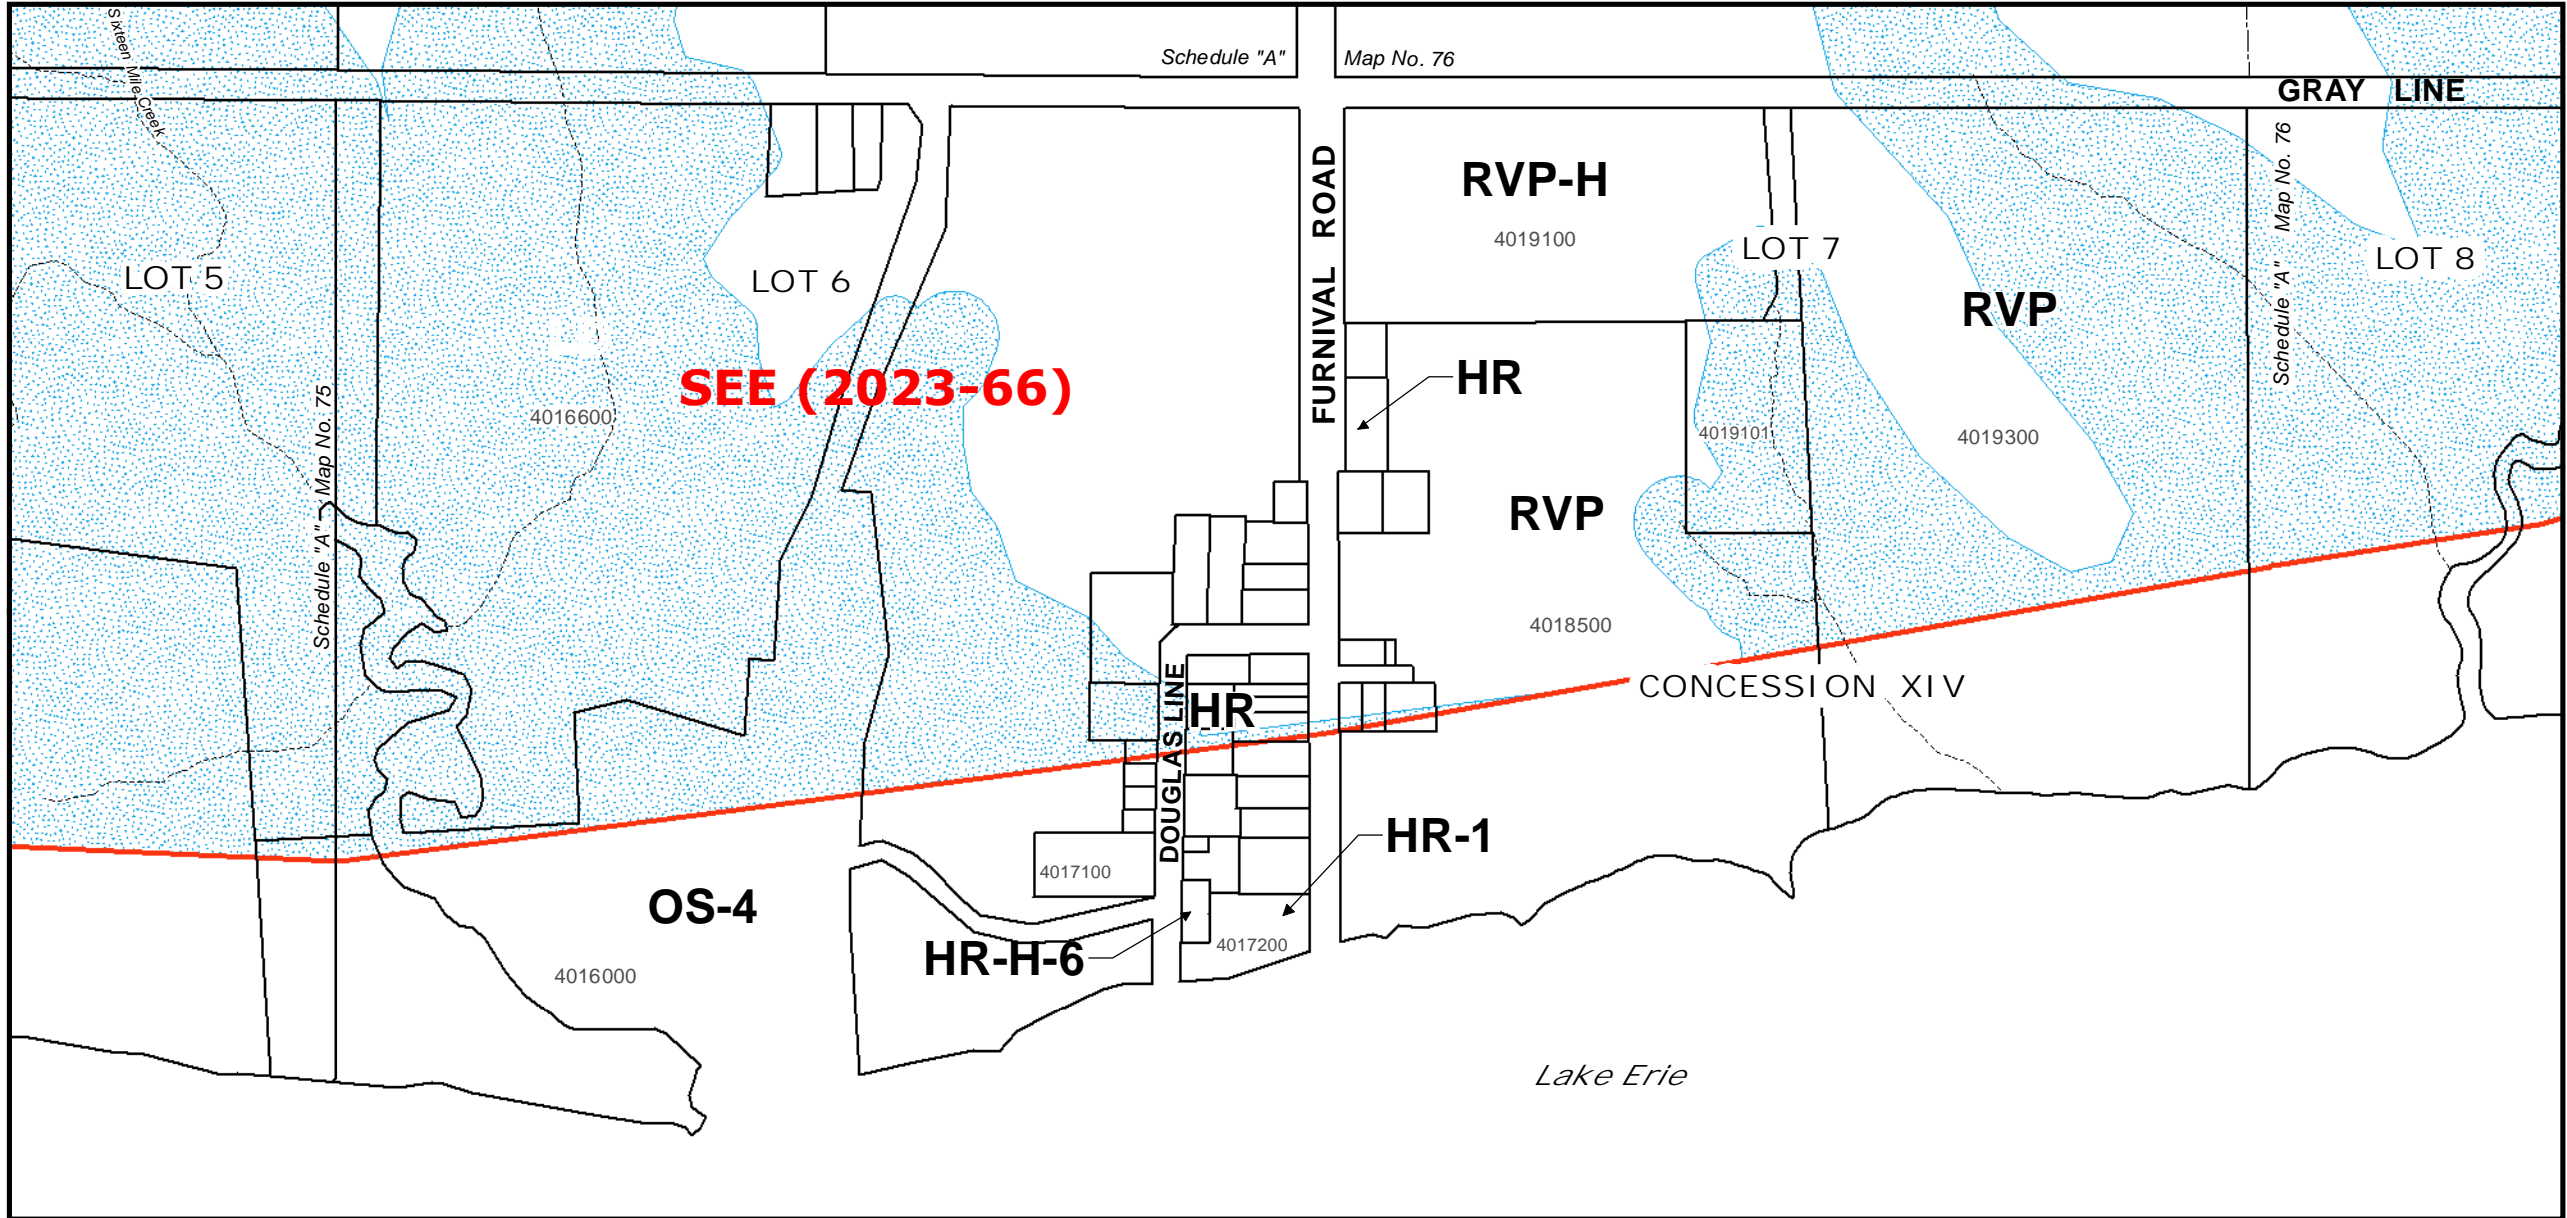 Sixteen Mile Creek
Schedule "A"
Map No. 76
GRAY LINE
Schedule "A" Map No. 76
FURNIVAL ROAD
RVP-H
4019100
LOT 7
LOT 8
LOT 5
LOT 6
RVP
HR
SEE (2023-66)
4016600
4019101
4019300
Schedule "A" Map No. 75
RVP
4018500
CONCESSION XIV
DOUGLAS LINE
HR
HR-1
4017100
OS-4
HR-H-6
4017200
4016000
Lake Erie